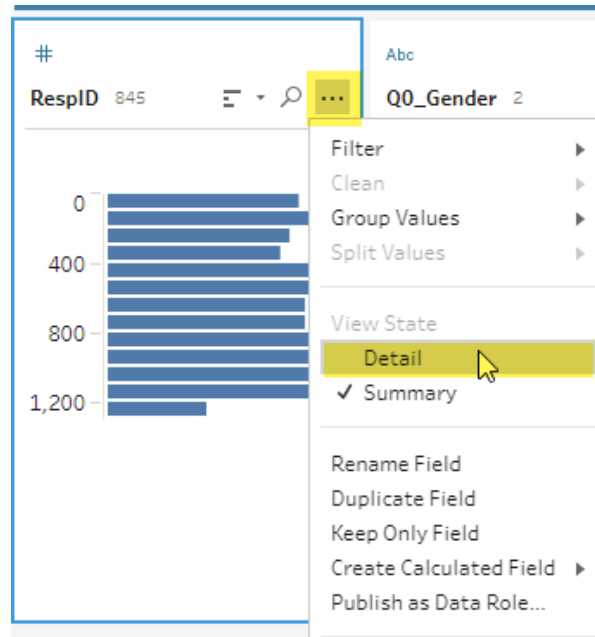 #
RespID 845
Abc
Q0_Gender 2
0
400
800
1,200
Filter
Clean
Group Values
Split Values
View State
Detail
✓ Summary
Rename Field
Duplicate Field
Keep Only Field
Create Calculated Field
Publish as Data Role...